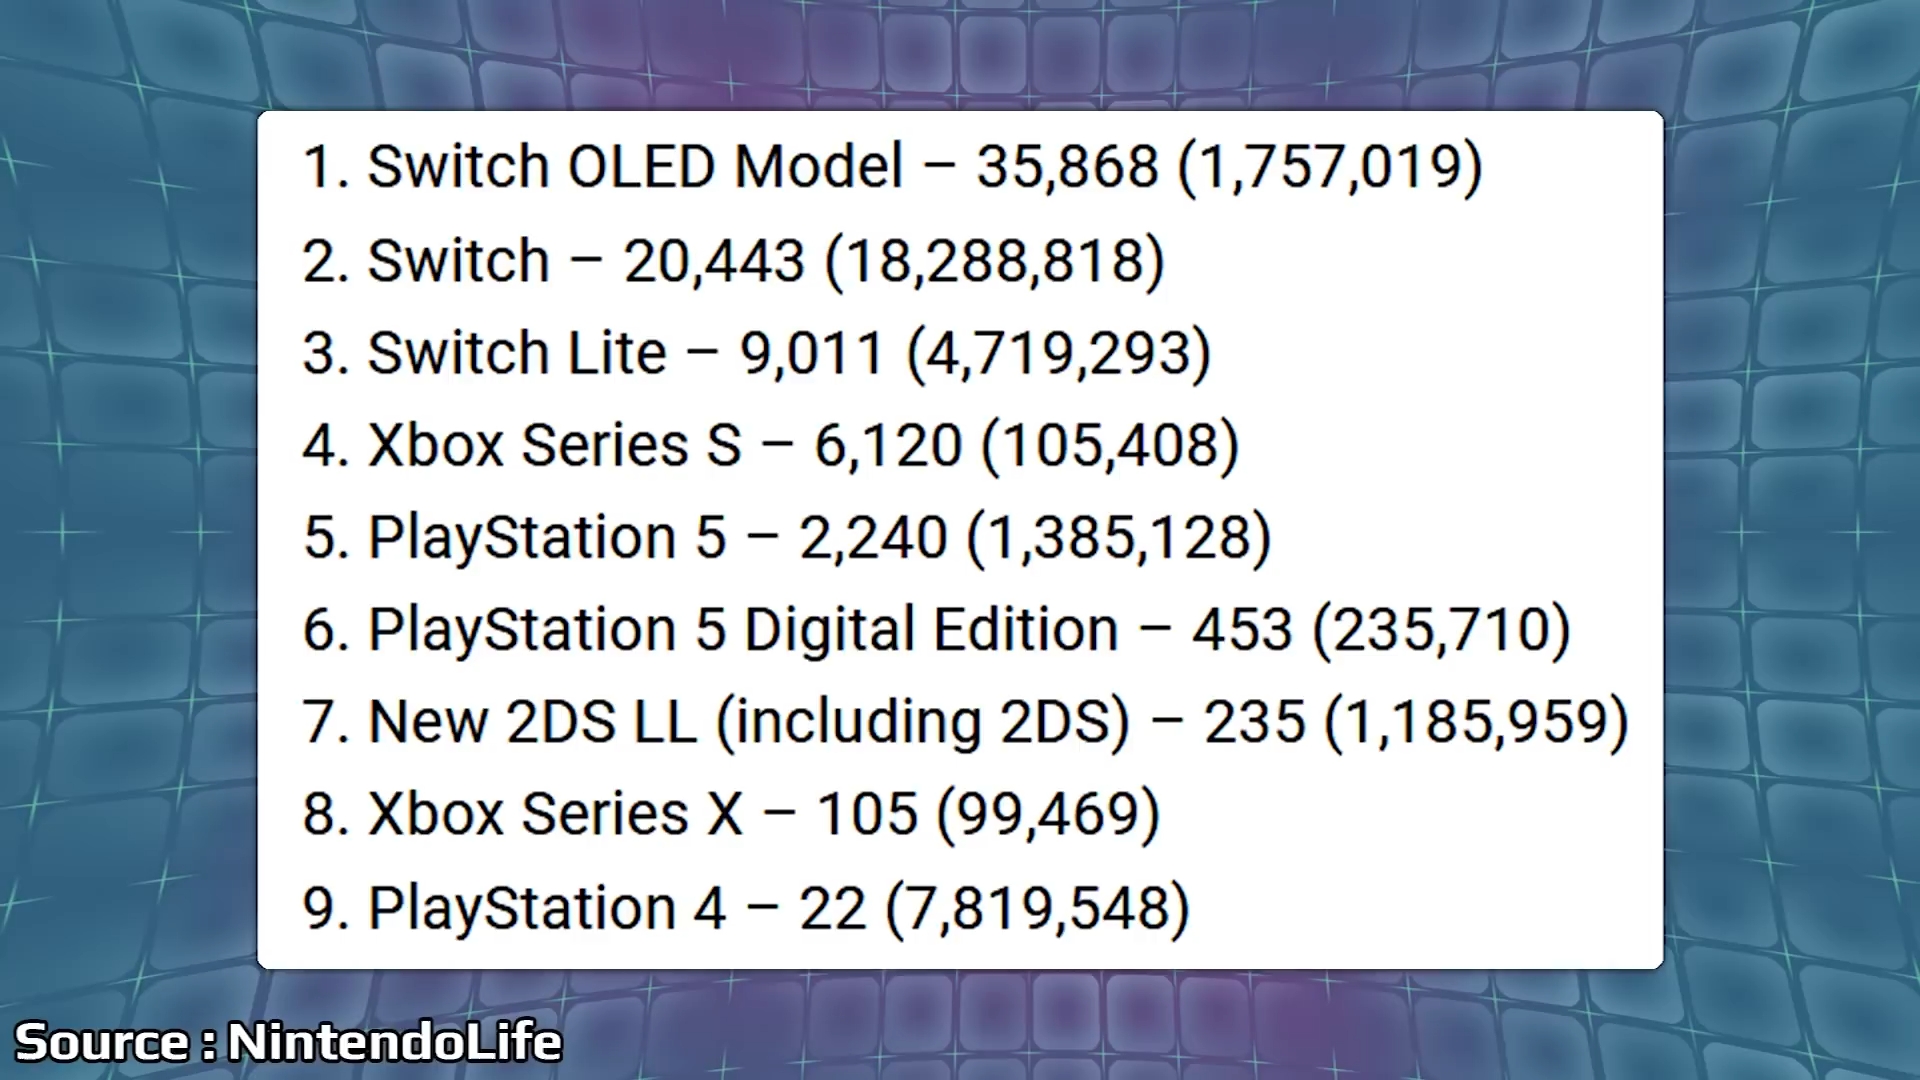 1. Switch OLED Model – 35,868 (1,757,019)
2. Switch – 20,443 (18,288,818)
3. Switch Lite – 9,011 (4,719,293)
4. Xbox Series S – 6,120 (105,408)
5. PlayStation 5 – 2,240 (1,385,128)
6. PlayStation 5 Digital Edition – 453 (235,710)
7. New 2DS LL (including 2DS) – 235 (1,185,959)
8. Xbox Series X – 105 (99,469)
9. PlayStation 4 – 22 (7,819,548)
Source : NintendoLife